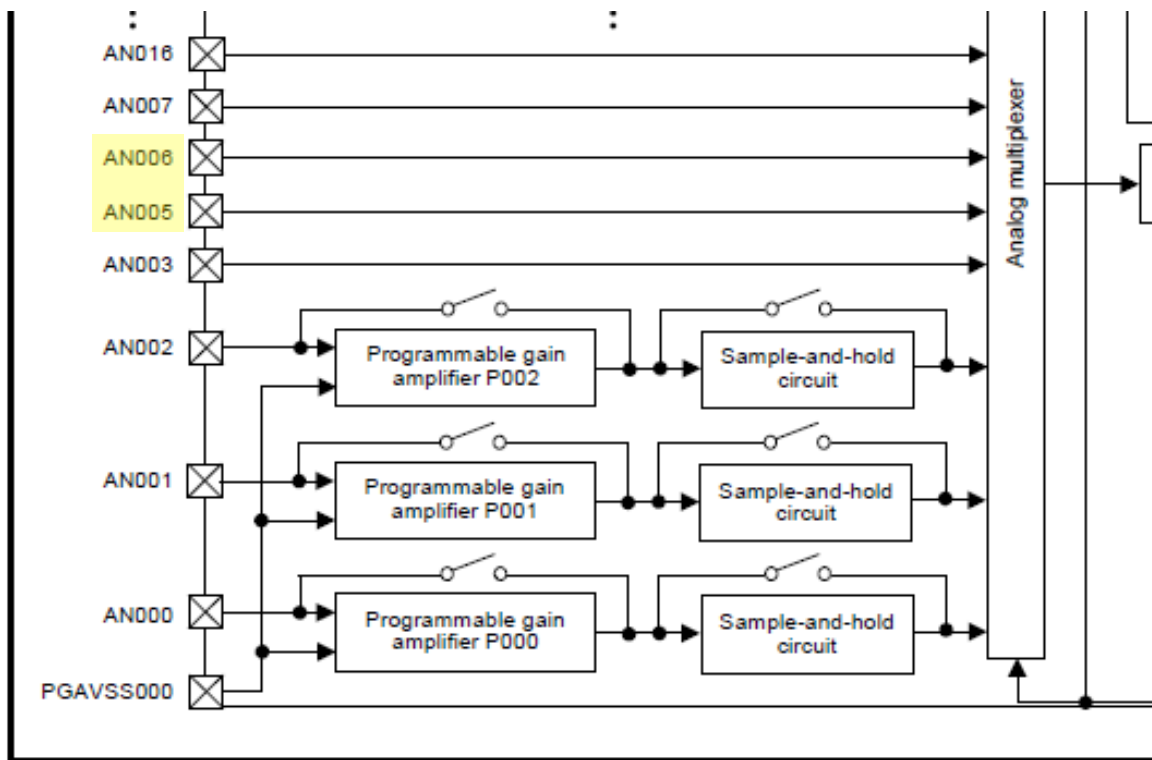 AN016
AN007
AN006
AN005
AN003
AN002
Programmable gain
amplifier P002
Sample-and-hold
circuit
AN001
Programmable gain
amplifier P001
Sample-and-hold
circuit
AN000
Programmable gain
amplifier P000
Sample-and-hold
circuit
PGAVSS000
Analog multiplexer